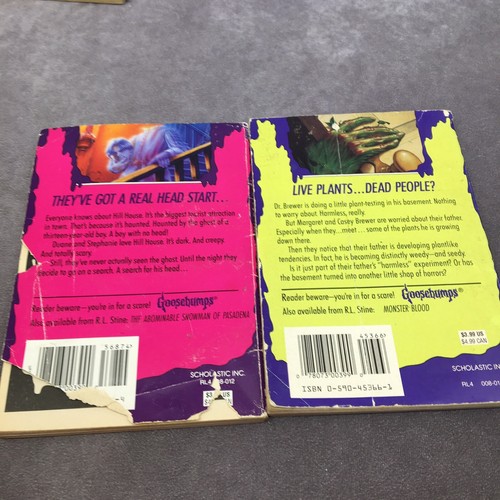 THEY'VE GOT A REAL HEAD START...
Everyone knows about Hill House. It's the biggest tourist attraction
in town. That's because it's haunted. Haunted by the ghost of a
thirteen-year-old boy. A boy with no head!
Duane and Stephanie love Hill House. It's dark. And creepy.
And totally scary.
Still, they've never actually seen the ghost. Until the night they
decide to go on a search. A search for his head...
Reader beware—you're in for a scare! Goosebumps
Also available from R.L. Stine: THE ABOMINABLE SNOWMAN OF PASADENA
56874
SCHOLASTIC INC.
RL4 008-012
US
LIVE PLANTS...DEAD PEOPLE?
Dr. Brewer is doing a little plant-testing in his basement. Nothing
to worry about. Harmless, really.
But Margaret and Casey Brewer are worried about their father.
Especially when they...meet...some of the plants he is growing
down there.
Then they notice that their father is developing plantlike
tendencies. In fact, he is becoming distinctly weedy—and seedy.
Is it just part of their father's "harmless" experiment? Or has
the basement turned into another little shop of horrors?
Reader beware—you're in for a scare! Goosebumps
Also available from R.L. Stine: MONSTER BLOOD
45366
$3.99 US
$4.99 CAN
ISBN 0-590-45366-1
SCHOLASTIC INC.
RL4 008-01